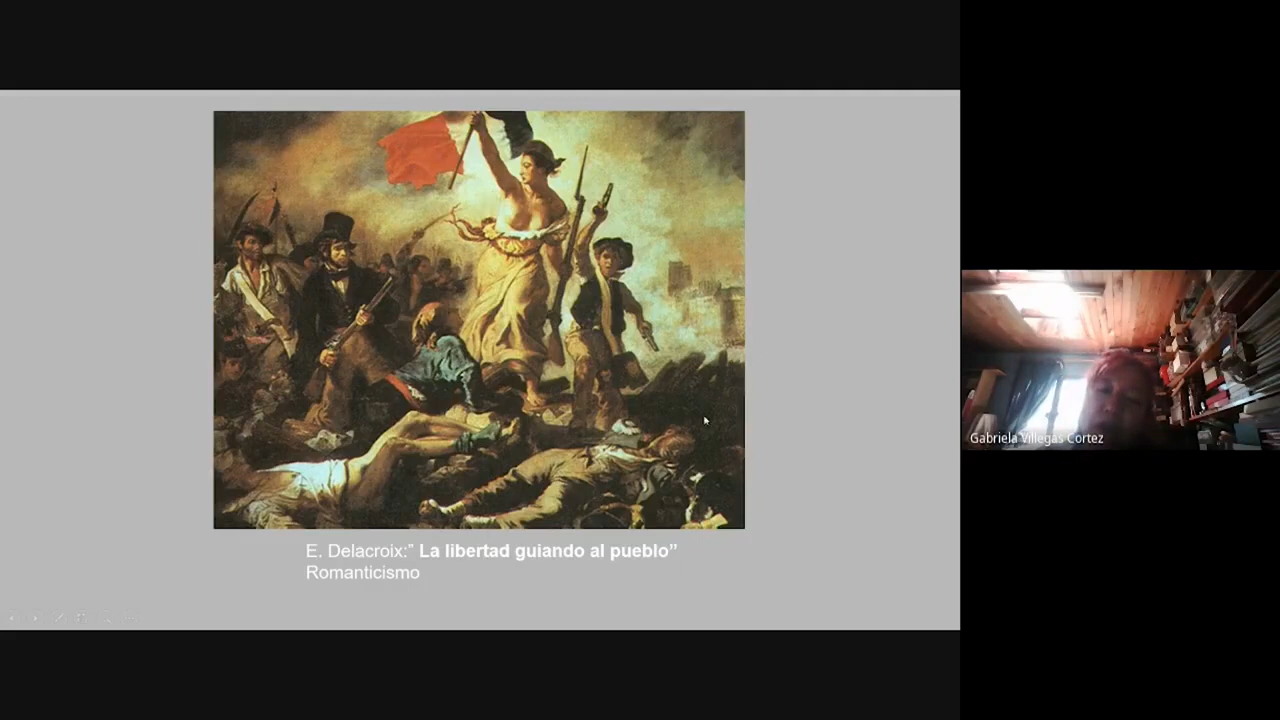 E. Delacroix:” La libertad guiando al pueblo”
Romanticismo
Gabriela Villegas Cortez